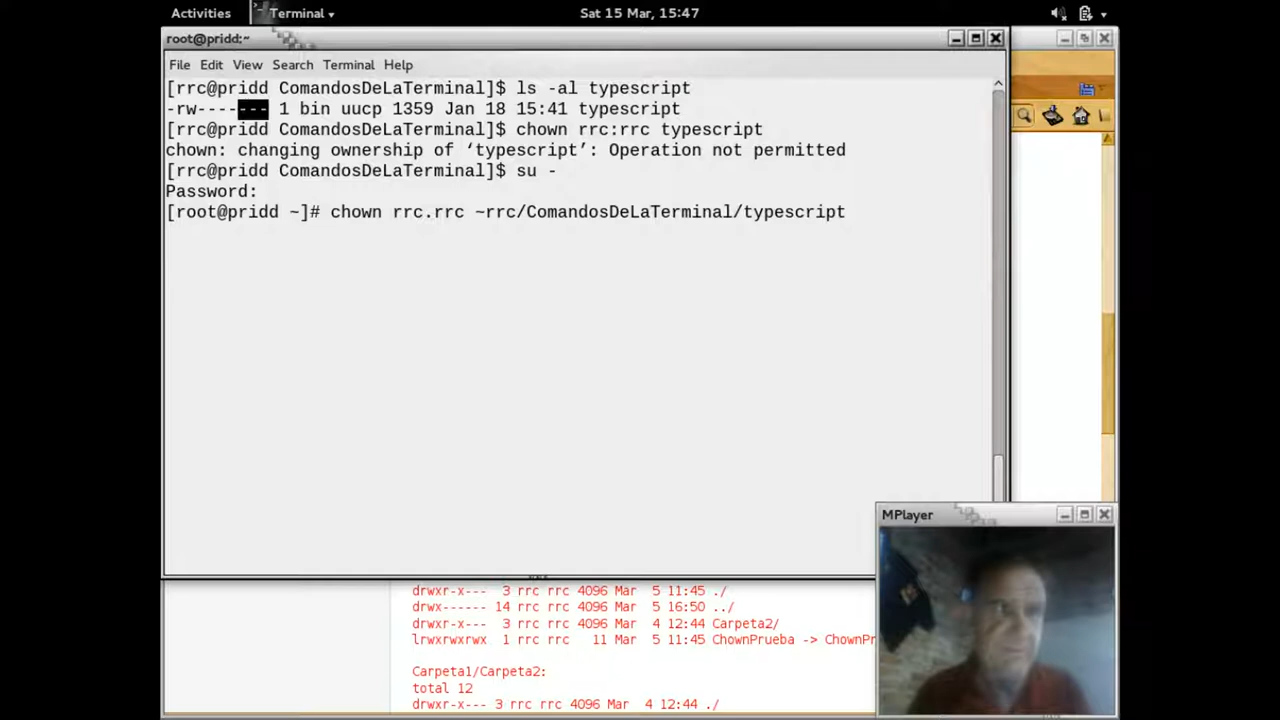 Activities
Terminal
Sat 15 Mar, 15:47
root@pridd:~
File Edit View Search Terminal Help
[rrc@pridd ComandosDeLaTerminal]$ ls -al typescript
-rw------- 1 bin uucp 1359 Jan 18 15:41 typescript
[rrc@pridd ComandosDeLaTerminal]$ chown rrc:rrc typescript
chown: changing ownership of ‘typescript’: Operation not permitted
[rrc@pridd ComandosDeLaTerminal]$ su -
Password:
[root@pridd ~]# chown rrc.rrc ~rrc/ComandosDeLaTerminal/typescript
MPlayer
drwxr-x--- 3 rrc rrc 4096 Mar 5 11:45 ./
drwx------ 14 rrc rrc 4096 Mar 5 16:50 ../
drwxr-x--- 3 rrc rrc 4096 Mar 4 12:44 Carpeta2/
lrwxrwxrwx 1 rrc rrc 11 Mar 5 11:45 ChownPrueba -> ChownPr
Carpeta1/Carpeta2:
total 12
drwxr-x--- 3 rrc rrc 4096 Mar 4 12:44 ./